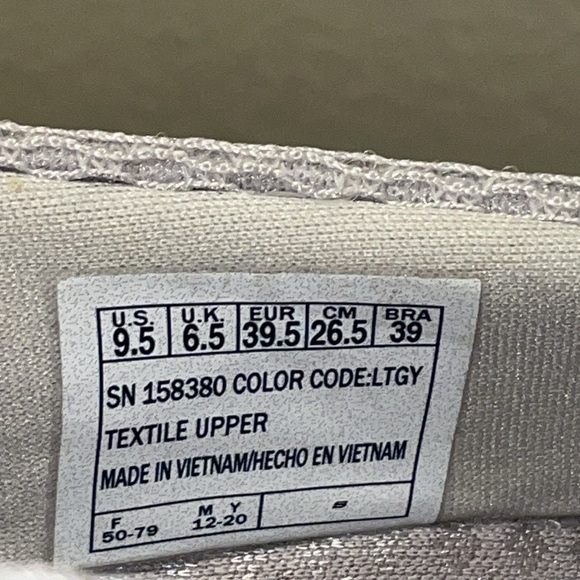 U.S. U.K. EUR CM BRA
9.5 6.5 39.5 26.5 39
SN 158380 COLOR CODE:LTGY
TEXTILE UPPER
MADE IN VIETNAM/HECHO EN VIETNAM
F M Y
50-79 12-20